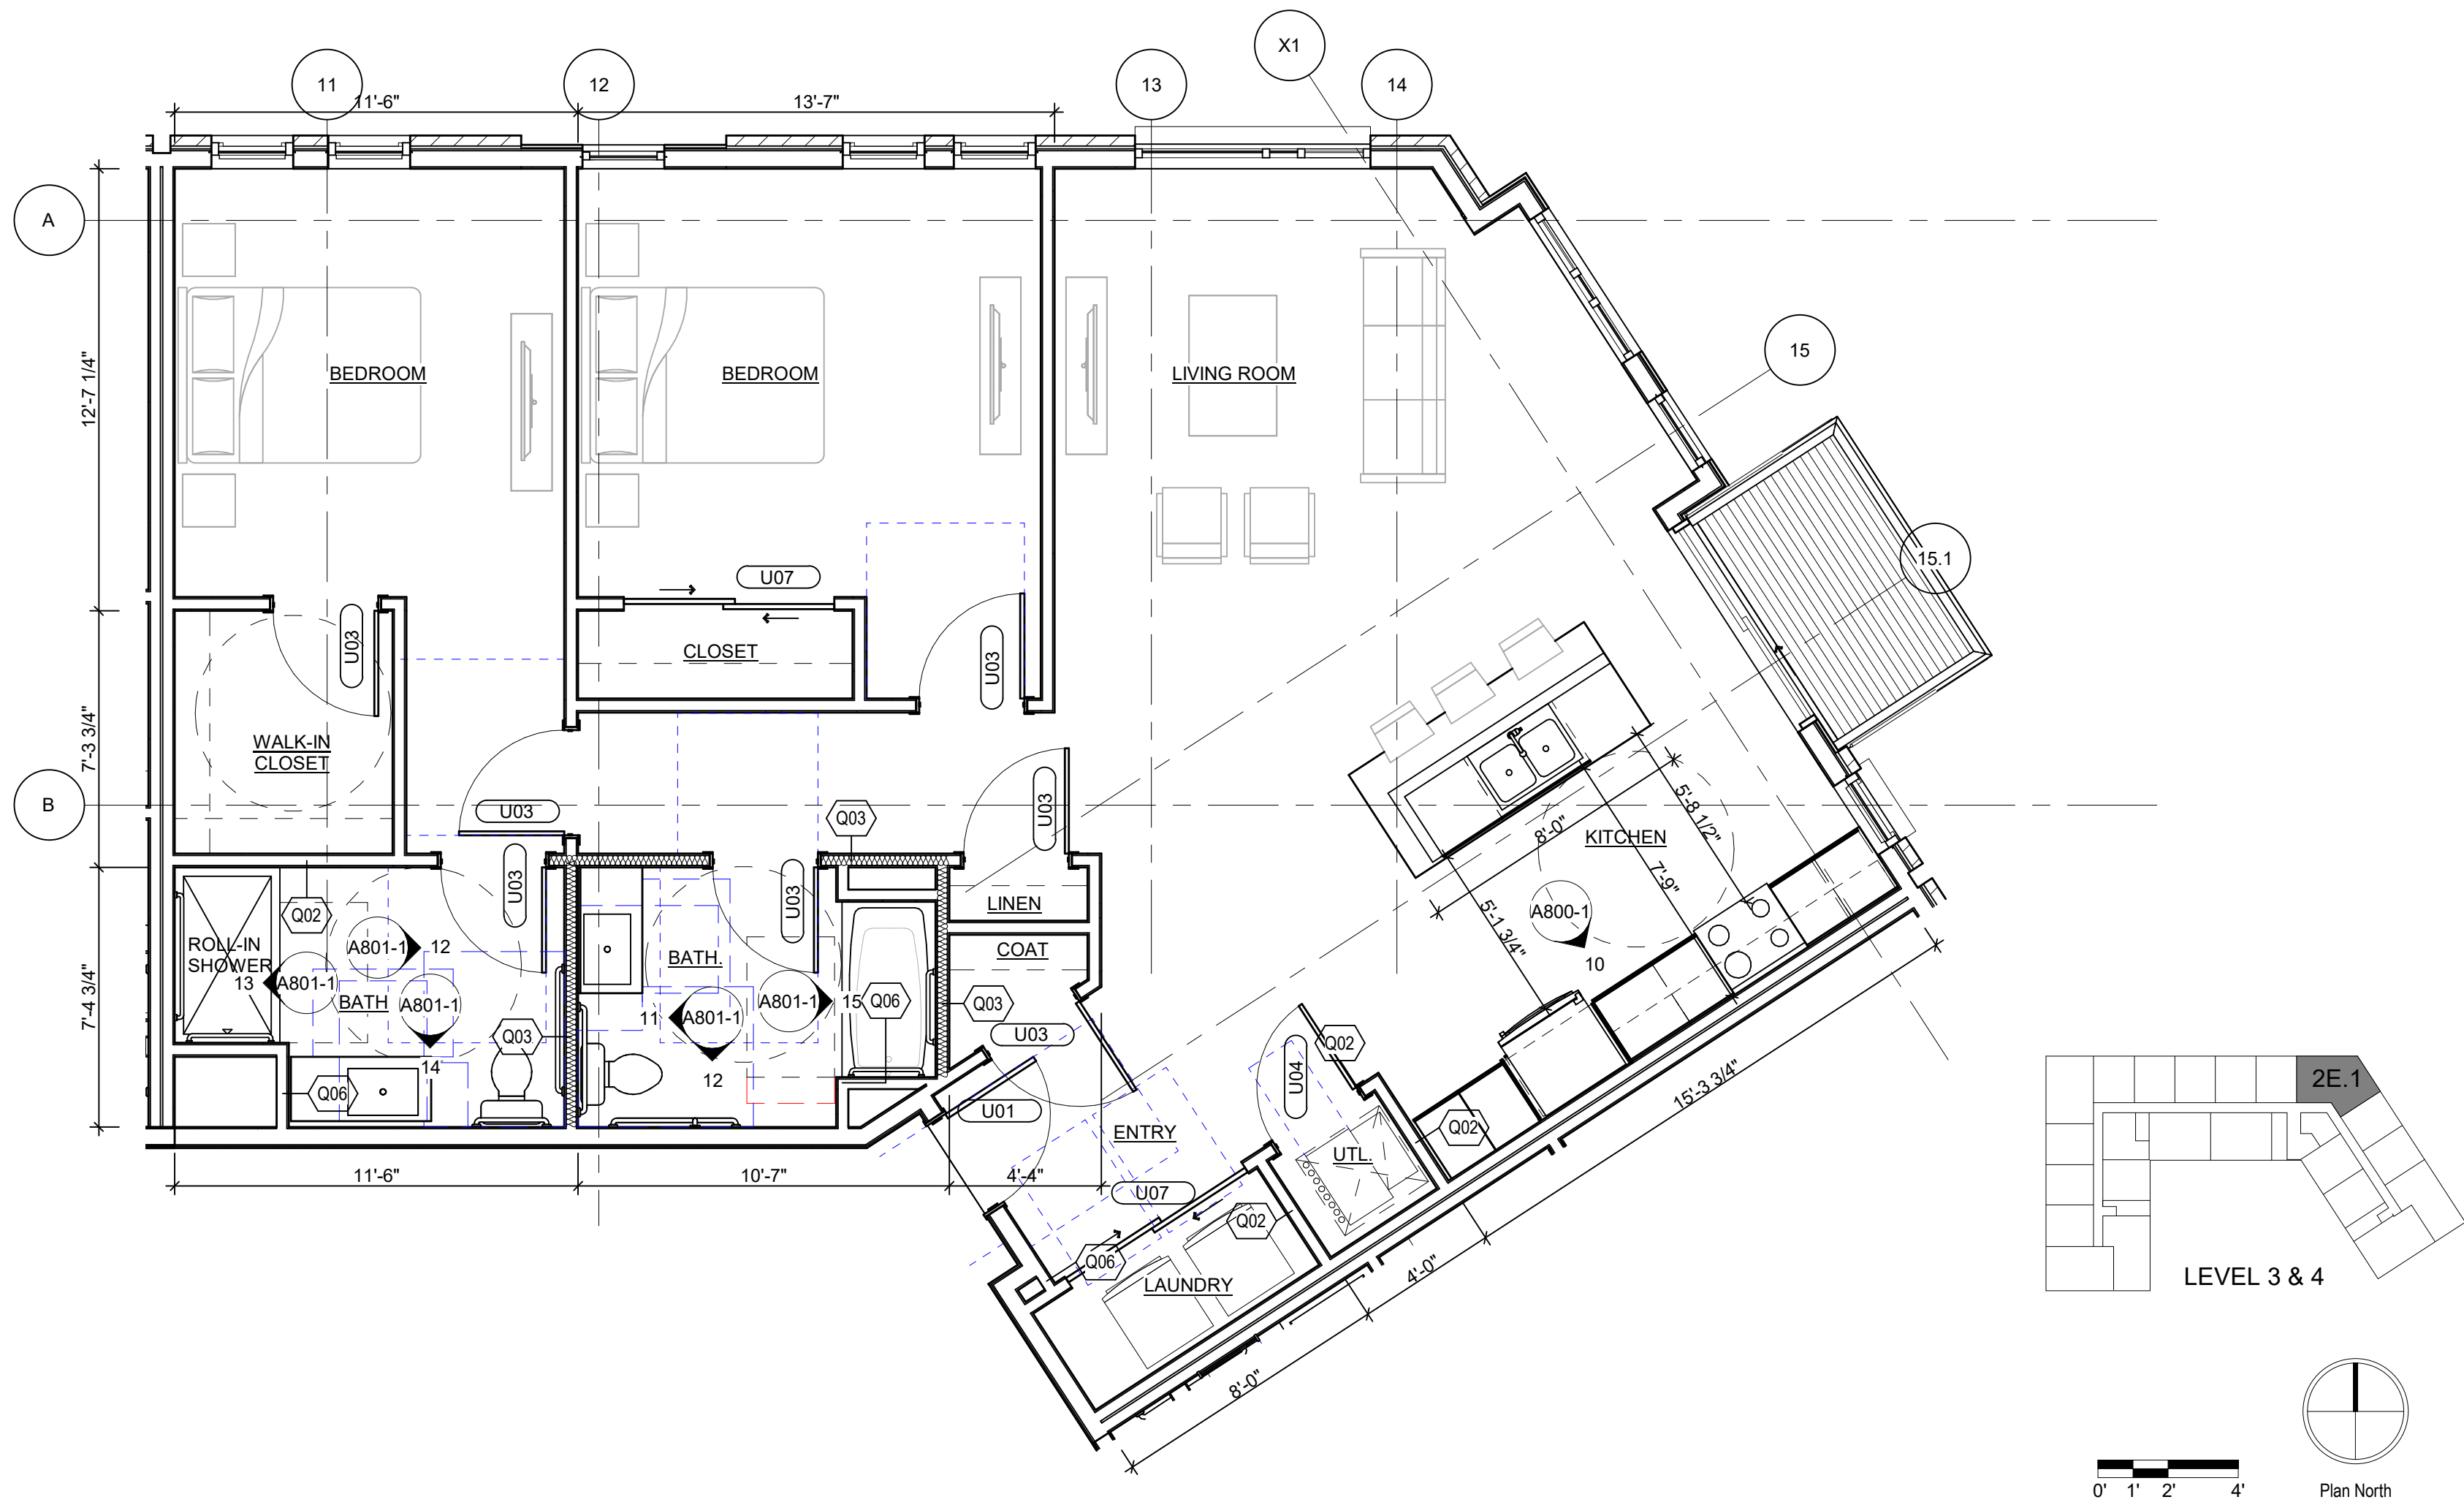 X1
11
12
13
14
11'-6"
13'-7"
A
15
12'-7 1/4"
BEDROOM
BEDROOM
LIVING ROOM
15.1
U07
U03
CLOSET
U03
7'-3 3/4"
WALK-IN
CLOSET
B
U03
Q03
U03
5'-8 1/2"
8'-0"
KITCHEN
7'-9"
U03
U03
Q02
LINEN
A800-1
5'-1 3/4"
10
ROLL-IN
SHOWER
A801-1
12
BATH.
COAT
13
A801-1
BATH
A801-1
A801-1
15
Q06
Q03
11
A801-1
7'-4 3/4"
Q03
U03
Q02
14
12
U04
Q06
U01
15'-3 3/4"
ENTRY
Q02
UTL.
11'-6"
10'-7"
4'-4"
U07
Q02
Q06
LAUNDRY
4'-0"
8'-0"
2E.1
LEVEL 3 & 4
0' 1' 2' 4'
Plan North